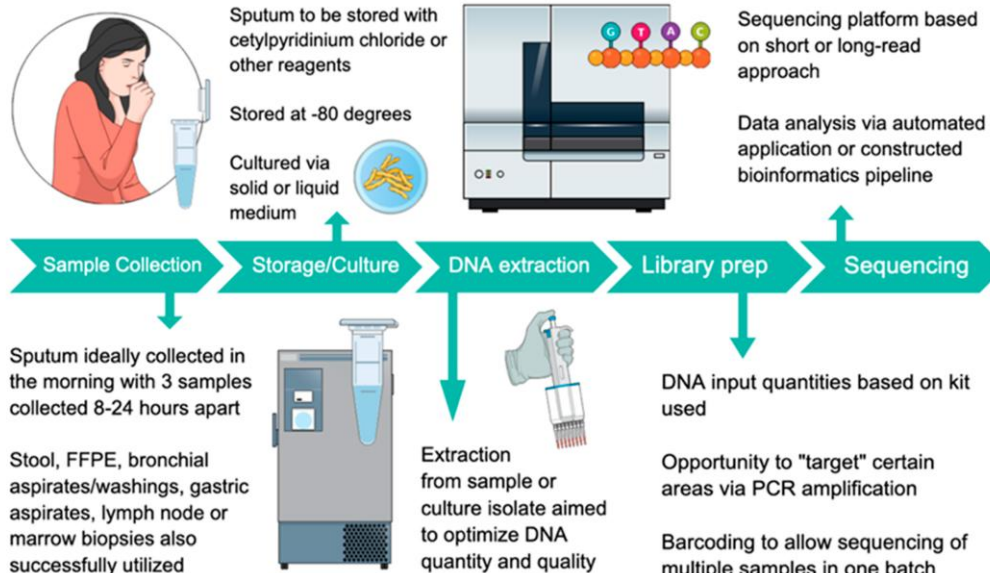 Sputum to be stored with
cetylpyridinium chloride or
other reagents
Stored at -80 degrees
Cultured via
solid or liquid
medium
G T A C
Sequencing platform based
on short or long-read
approach
Data analysis via automated
application or constructed
bioinformatics pipeline
Sample Collection
Storage/Culture
DNA extraction
Library prep
Sequencing
Sputum ideally collected in
the morning with 3 samples
collected 8-24 hours apart
Stool, FFPE, bronchial
aspirates/washings, gastric
aspirates, lymph node or
marrow biopsies also
successfully utilized
Extraction
from sample or
culture isolate aimed
to optimize DNA
quantity and quality
DNA input quantities based on kit
used
Opportunity to "target" certain
areas via PCR amplification
Barcoding to allow sequencing of
multiple samples in one batch